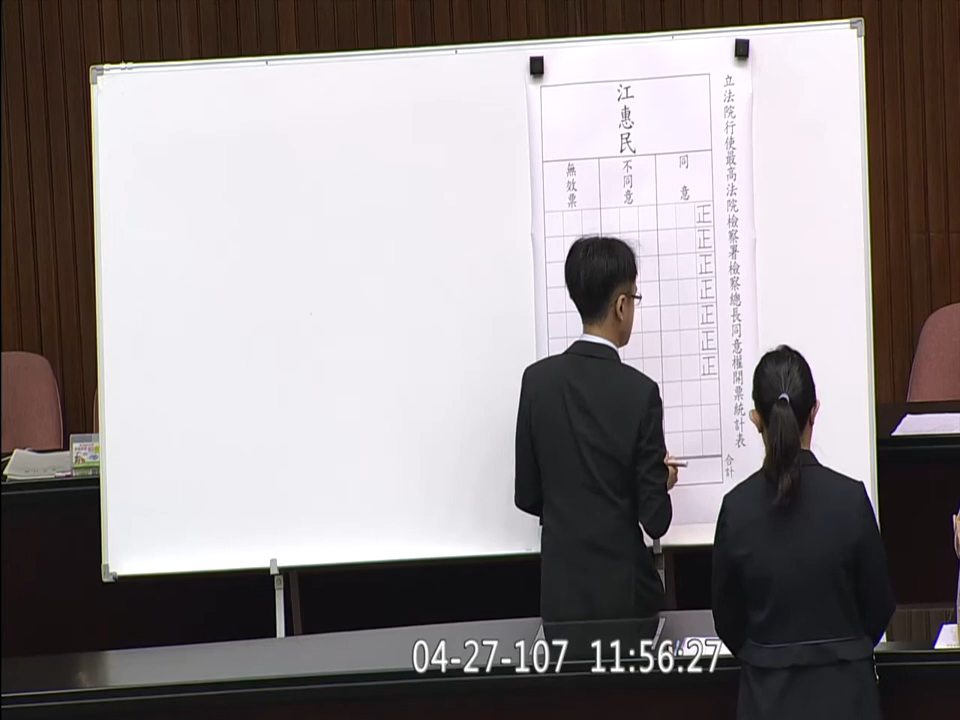 立法院行使最高法院檢察署檢察總長同意權開票統計表
江惠民
同意
不同意
無效票
正
正
正
正
正
正
正
合計
04-27-107 11:56:27